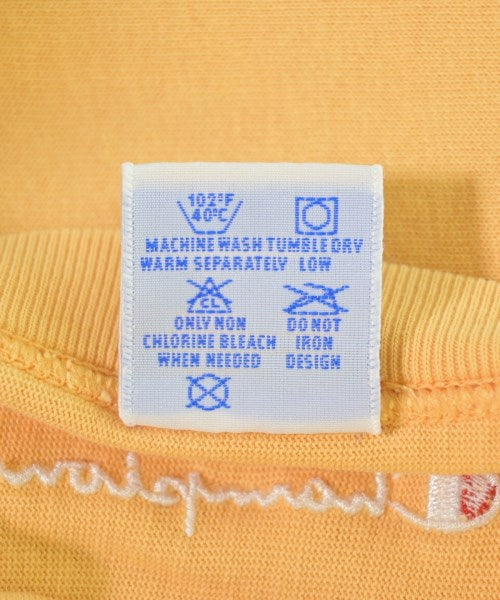 102°F
40°C
MACHINE WASH TUMBLE DRY
WARM SEPARATELY LOW
CL
ONLY NON DO NOT
CHLORINE BLEACH IRON
WHEN NEEDED DESIGN
Champion